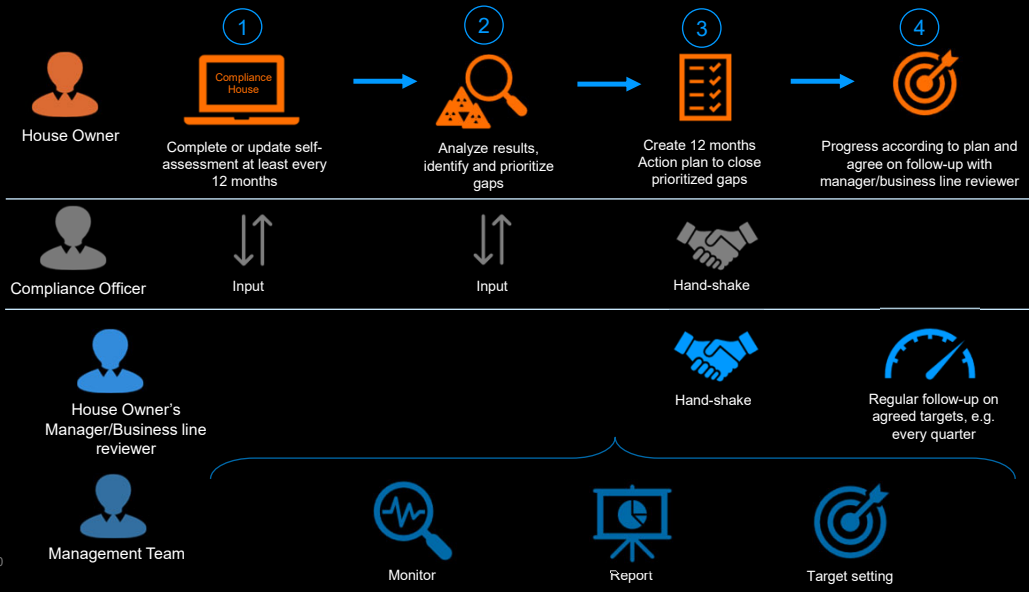 1
2
3
4
Compliance
House
House Owner
Complete or update self-
assessment at least every
12 months
Analyze results,
identify and prioritize
gaps
Create 12 months
Action plan to close
prioritized gaps
Progress according to plan and
agree on follow-up with
manager/business line reviewer
Compliance Officer
Input
Input
Hand-shake
House Owner’s
Manager/Business line
reviewer
Hand-shake
Regular follow-up on
agreed targets, e.g.
every quarter
Management Team
Monitor
Report
Target setting